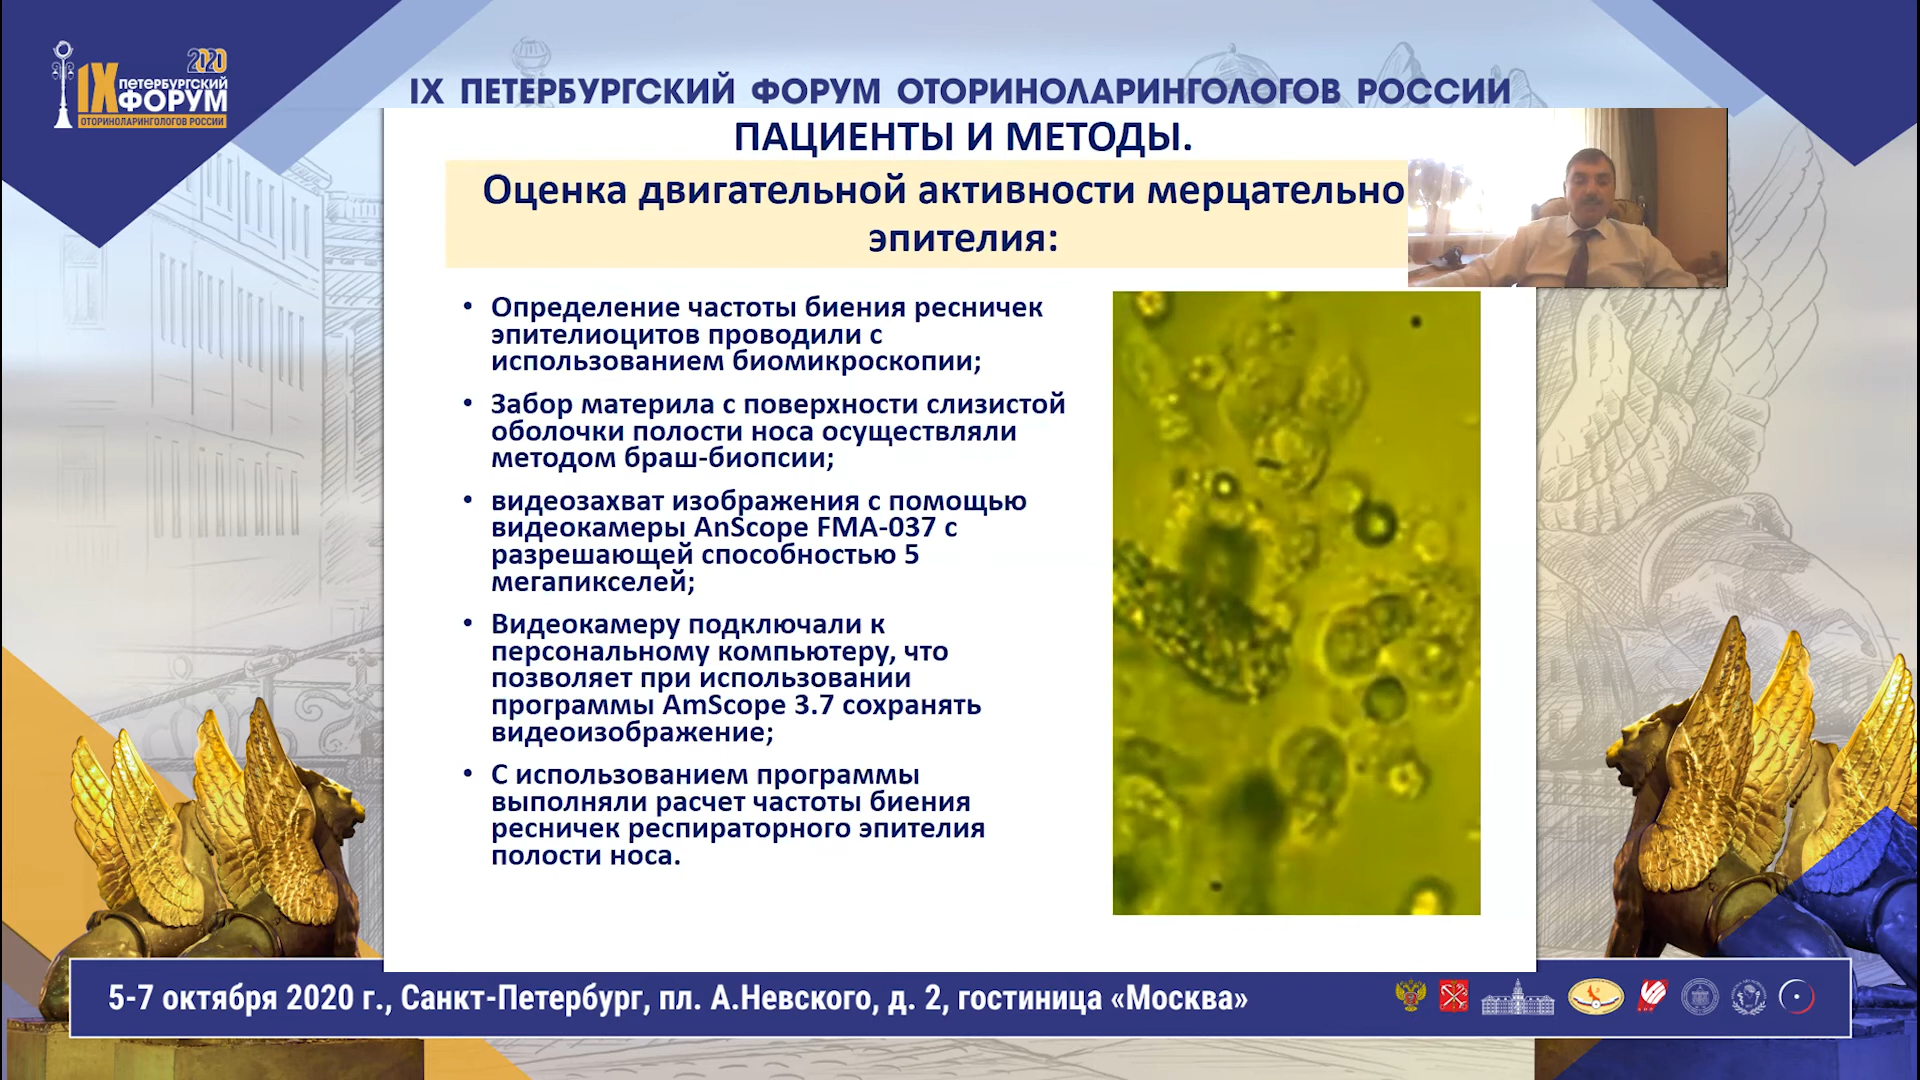 2020
IX ПЕТЕРБУРГСКИЙ
ФОРУМ
ОТОРИНОЛАРИНГОЛОГОВ РОССИИ
IX ПЕТЕРБУРГСКИЙ ФОРУМ ОТОРИНОЛАРИНГОЛОГОВ РОССИИ
ПАЦИЕНТЫ И МЕТОДЫ.
Оценка двигательной активности мерцательно
эпителия:
• Определение частоты биения ресничек
эпителиоцитов проводили с
использованием биомикроскопии;
• Забор материла с поверхности слизистой
оболочки полости носа осуществляли
методом браш-биопсии;
• видеозахват изображения с помощью
видеокамеры AnScope FMA-037 с
разрешающей способностью 5
мегапикселей;
• Видеокамеру подключали к
персональному компьютеру, что
позволяет при использовании
программы AmScope 3.7 сохранять
видеоизображение;
• С использованием программы
выполняли расчет частоты биения
ресничек респираторного эпителия
полости носа.
5-7 октября 2020 г., Санкт-Петербург, пл. А.Невского, д. 2, гостиница «Москва»